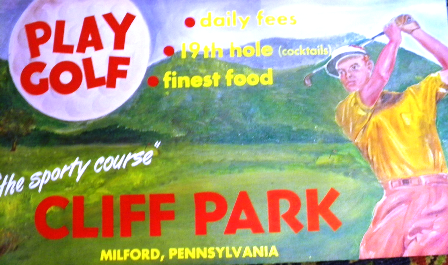 PLAY
GOLF
• daily fees
• 19th hole (cocktails)
• finest food
"the sporty course"
CLIFF PARK
MILFORD, PENNSYLVANIA